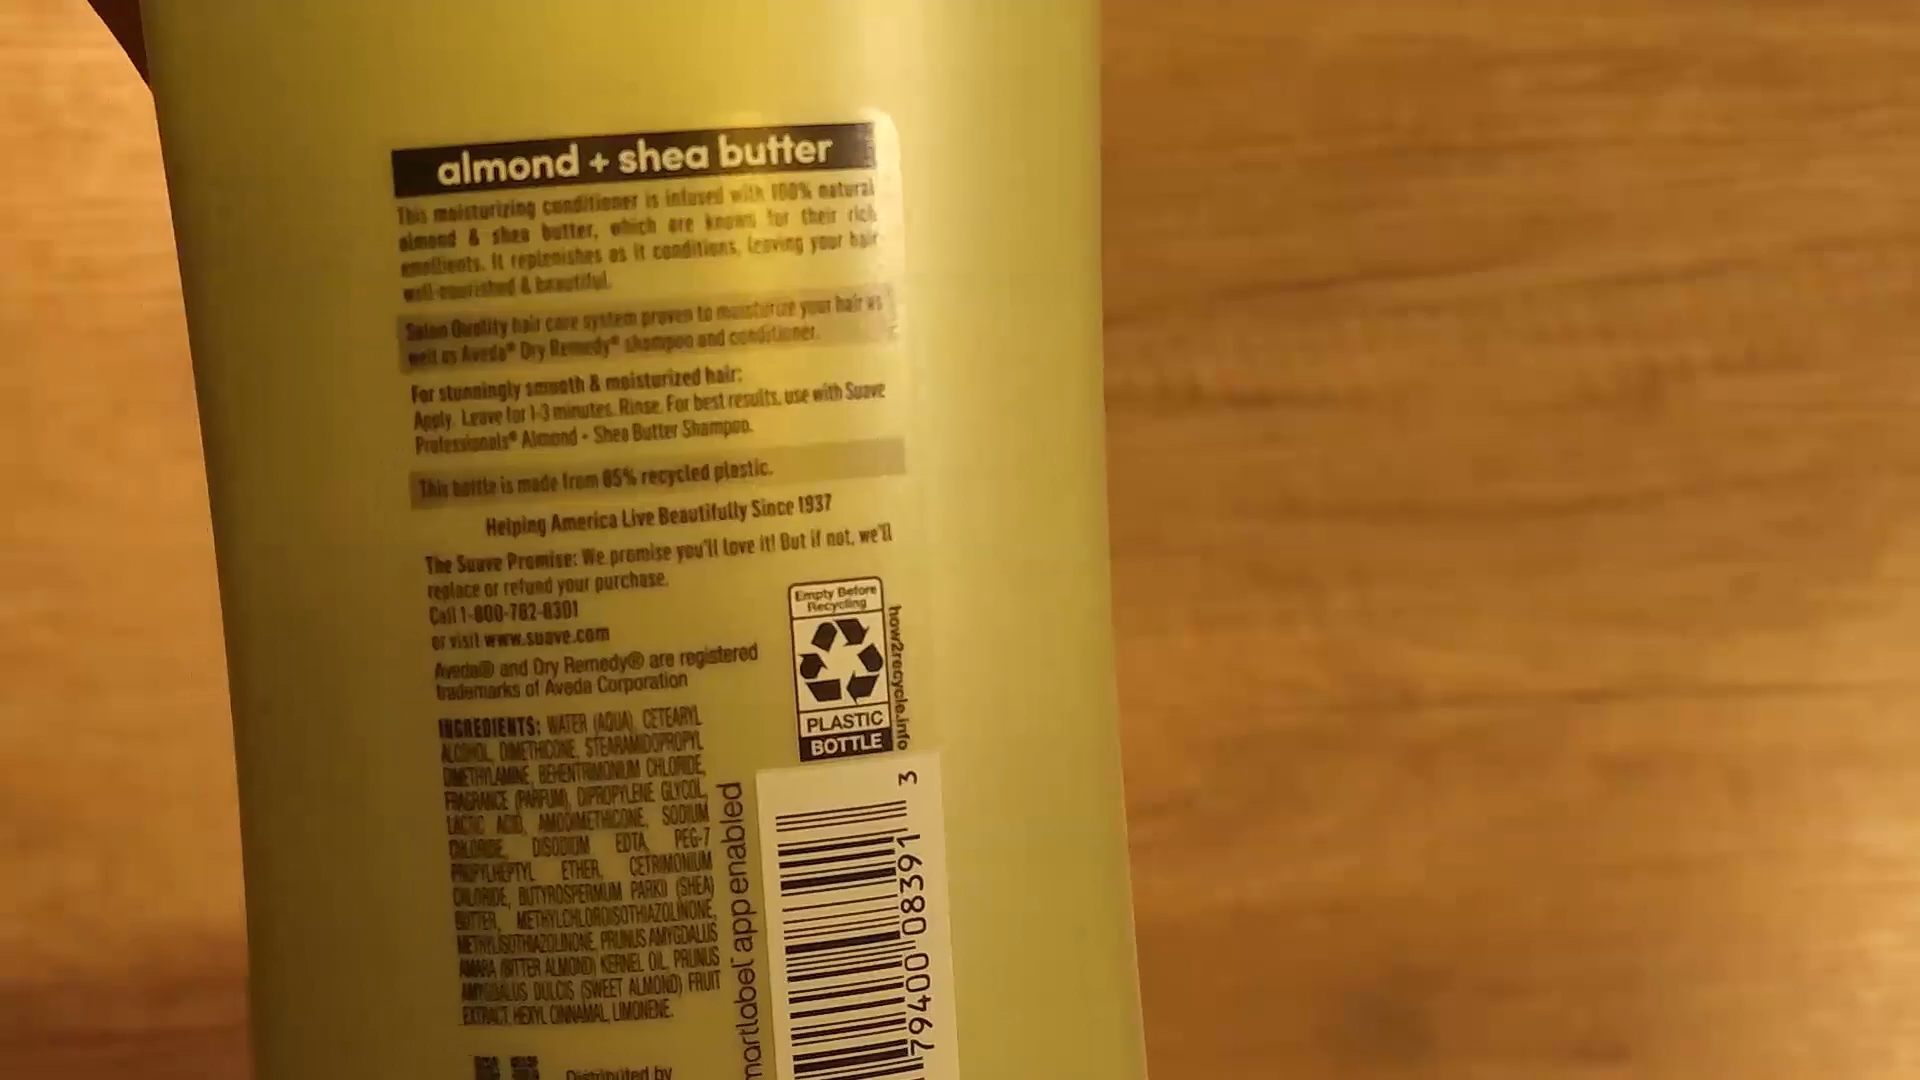 almond + shea butter
This moisturizing conditioner is infused with 100% natural
almond & shea butter, which are known for their rich
emollients. It replenishes as it conditions, leaving your hair
well-nourished & beautiful.
Salon Quality hair care system proven to moisturize your hair as
well as Aveda® Dry Remedy® shampoo and conditioner.
For stunningly smooth & moisturized hair:
Apply. Leave for 1-3 minutes. Rinse. For best results, use with Suave
Professionals® Almond + Shea Butter Shampoo.
This bottle is made from 85% recycled plastic.
Helping America Live Beautifully Since 1937
The Suave Promise: We promise you'll love it! But if not, we'll
replace or refund your purchase.
Call 1-800-782-8301
or visit www.suave.com
Aveda® and Dry Remedy® are registered
trademarks of Aveda Corporation
Empty Before
Recycling
PLASTIC
BOTTLE
how2recycle.info
INGREDIENTS: WATER (AQUA), CETEARYL
ALCOHOL, DIMETHICONE, STEARAMIDOPROPYL
DIMETHYLAMINE, BEHENTRIMONIUM CHLORIDE,
FRAGRANCE (PARFUM), DIPROPYLENE GLYCOL,
LACTIC ACID, AMODIMETHICONE, SODIUM
CHLORIDE, DISODIUM EDTA, PEG-7
PROPYLHEPTYL ETHER, CETRIMONIUM
CHLORIDE, BUTYROSPERMUM PARKII (SHEA)
BUTTER, METHYLCHLOROISOTHIAZOLINONE,
METHYLISOTHIAZOLINONE, PRUNUS AMYGDALUS
AMARA (BITTER ALMOND) KERNEL OIL, PRUNUS
AMYGDALUS DULCIS (SWEET ALMOND) FRUIT
EXTRACT, HEXYL CINNAMAL, LIMONENE.
martlabel app enabled
79400 08391 3
Distributed by